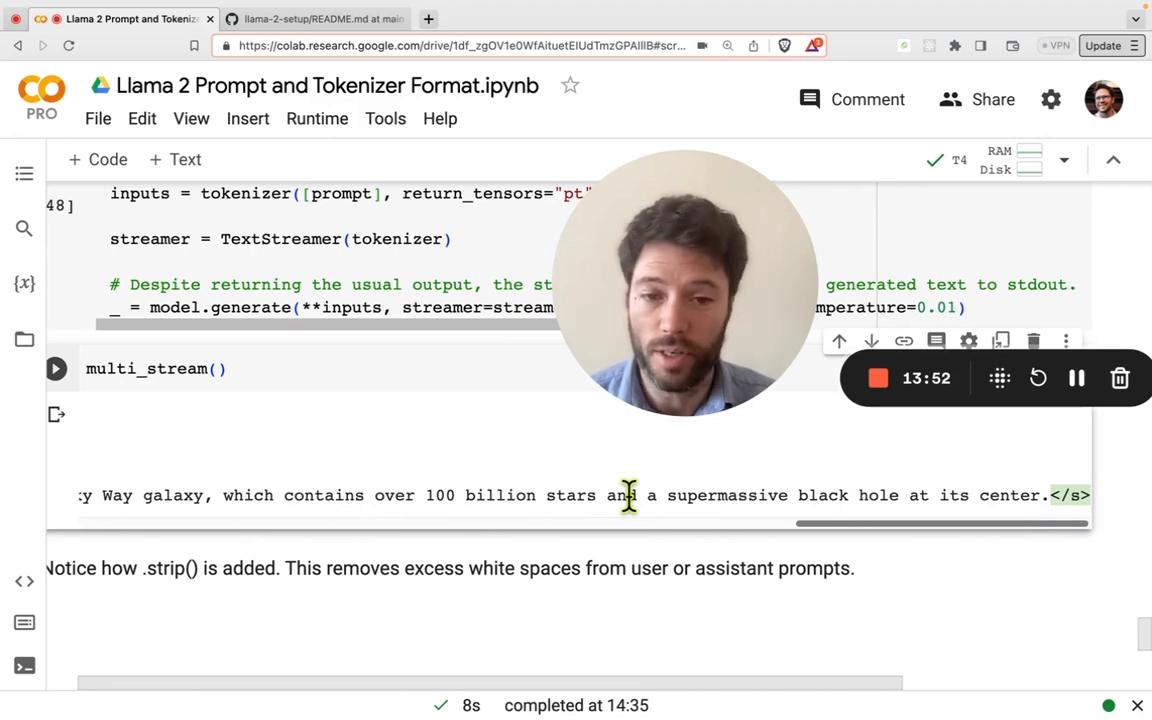 Llama 2 Prompt and Tokeniz
llama-2-setup/README.md at main
https://colab.research.google.com/drive/1df_zgOV1e0WfAituetEIUdTmzGPAIllB#scr...
VPN
Update
PRO
Llama 2 Prompt and Tokenizer Format.ipynb
File Edit View Insert Runtime Tools Help
Comment
Share
+ Code + Text
T4
RAM
Disk
48]
inputs = tokenizer([prompt], return_tensors="pt"
streamer = TextStreamer(tokenizer)
# Despite returning the usual output, the st generated text to stdout.
_ = model.generate(**inputs, streamer=stream mperature=0.01)
multi_stream()
13:52
ky Way galaxy, which contains over 100 billion stars and a supermassive black hole at its center.</s>
Notice how .strip() is added. This removes excess white spaces from user or assistant prompts.
8s completed at 14:35